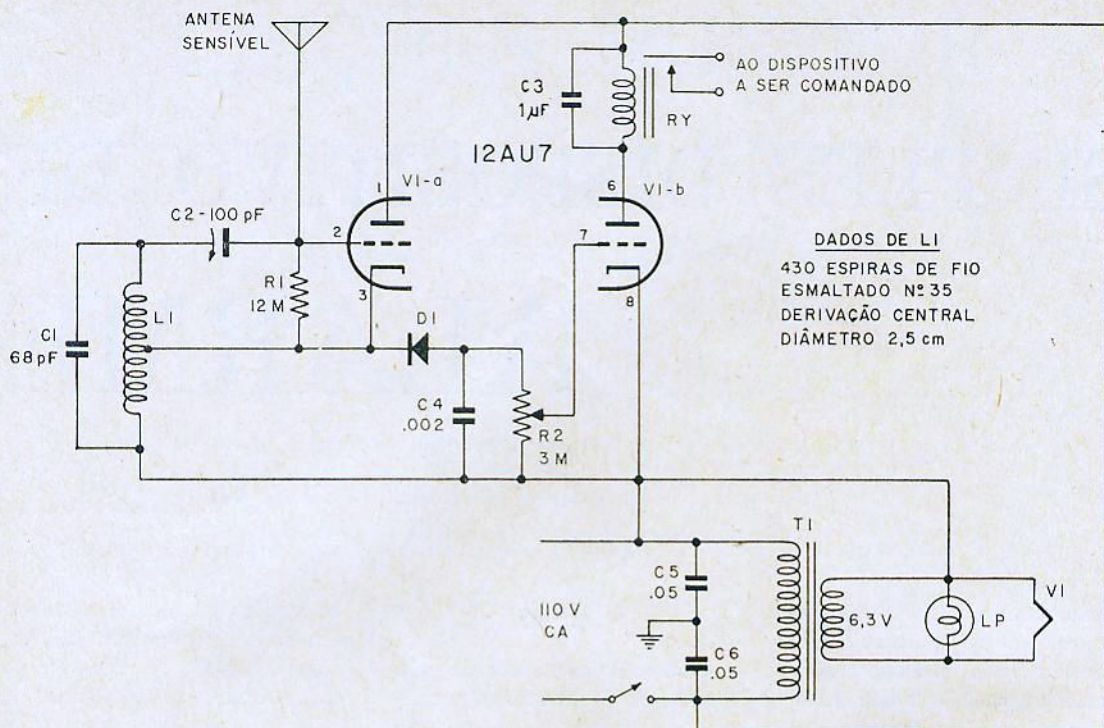 ANTENA
SENSÍVEL
C3
1µF
RY
AO DISPOSITIVO
A SER COMANDADO
12AU7
1
V1-a
6
V1-b
C2-100 pF
2
7
R1
12 M
3
8
DADOS DE L1
430 ESPIRAS DE FIO
ESMALTADO Nº 35
DERIVAÇÃO CENTRAL
DIÂMETRO 2,5 cm
C1
68 pF
L1
D1
C4
.002
R2
3 M
T1
C5
.05
110 V
CA
C6
.05
6,3 V
LP
V1